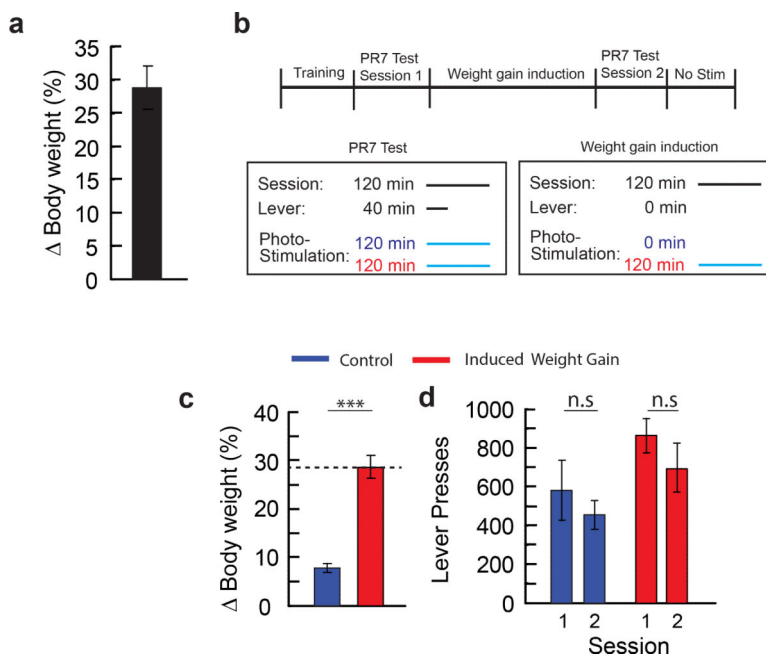 a
Δ Body weight (%)
35
30
25
20
15
10
5
0
b
Training
PR7 Test
Session 1
Weight gain induction
PR7 Test
Session 2
No Stim
PR7 Test
Session: 120 min
Lever: 40 min
Photo- 120 min
Stimulation: 120 min
Weight gain induction
Session: 120 min
Lever: 0 min
Photo- 0 min
Stimulation: 120 min
Control
Induced Weight Gain
c
Δ Body weight (%)
40
30
20
10
0
***
d
Lever Presses
1000
800
600
400
200
0
n.s
n.s
1 2 1 2
Session